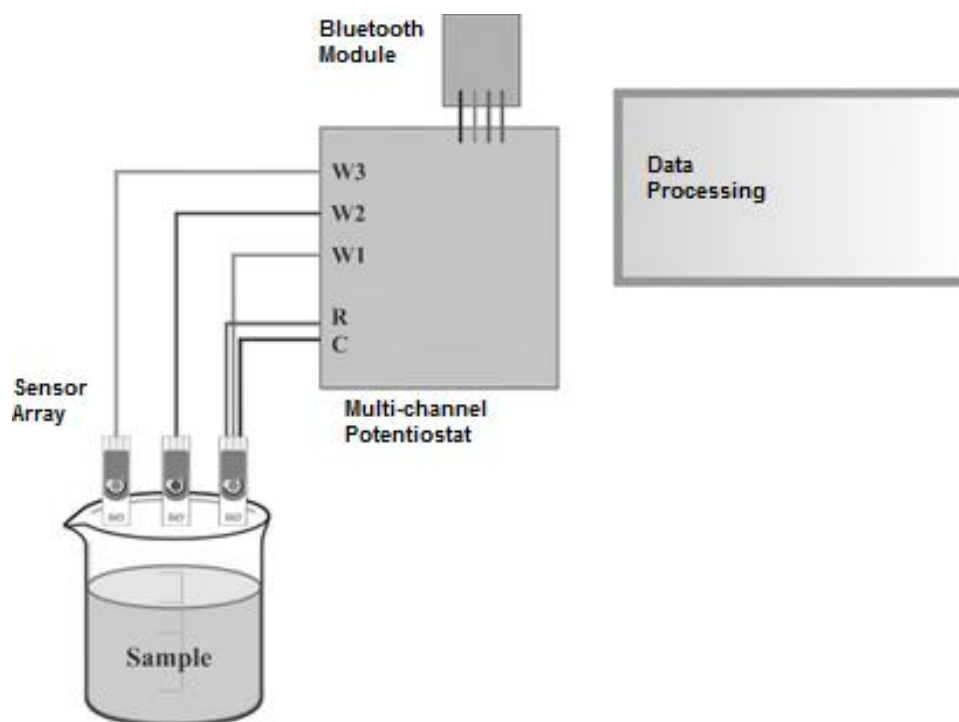 Bluetooth
Module
W3
W2
W1
R
C
Data
Processing
Multi-channel
Potentiostat
Sensor
Array
Sample